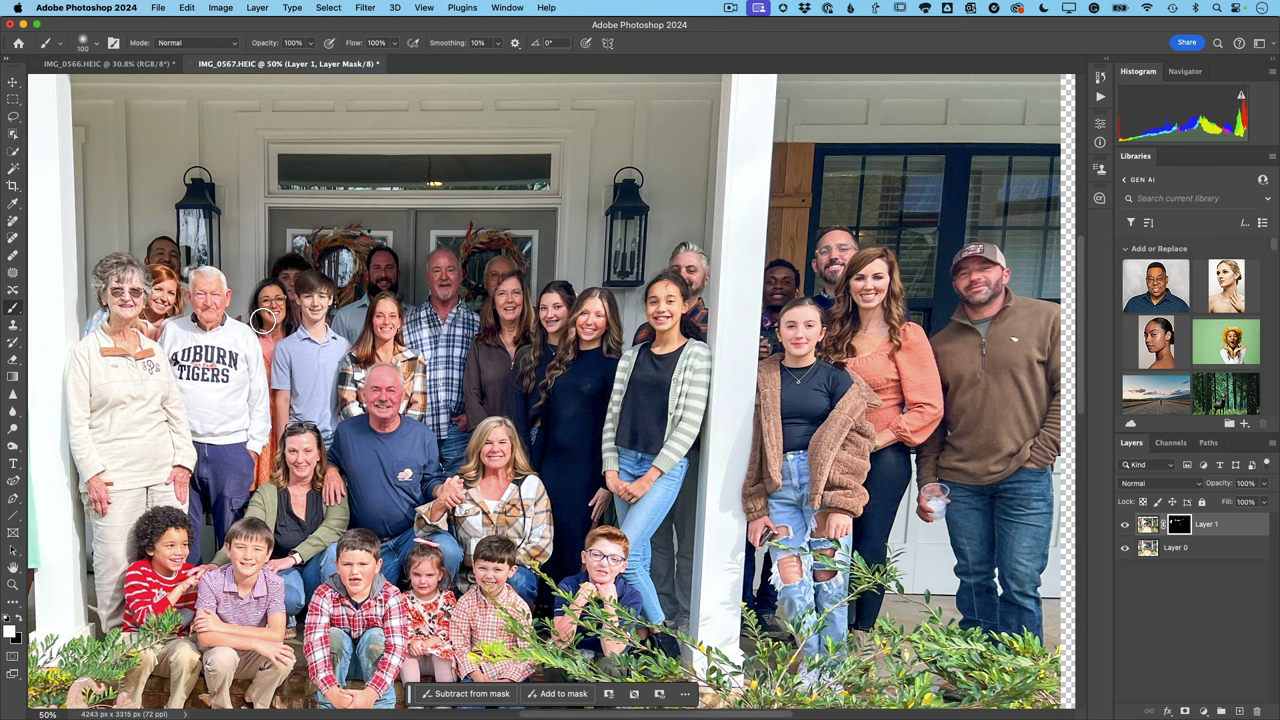 Adobe Photoshop 2024 File Edit Image Layer Type Select Filter 3D View Plugins Window Help
Adobe Photoshop 2024
100 Mode: Normal Opacity: 100% Flow: 100% Smoothing: 10% 0° Share
IMG_0566.HEIC @ 30.8% (RGB/8*) * IMG_0567.HEIC @ 50% (Layer 1, Layer Mask/8) *
Histogram Navigator
Libraries
GEN AI
Search current library
Add or Replace
AUBURN
TIGERS
Layers Channels Paths
Kind
Normal Opacity: 100%
Lock: Fill: 100%
Layer 1
Layer 0
Subtract from mask Add to mask
50% 4243 px x 3315 px (72 ppi)